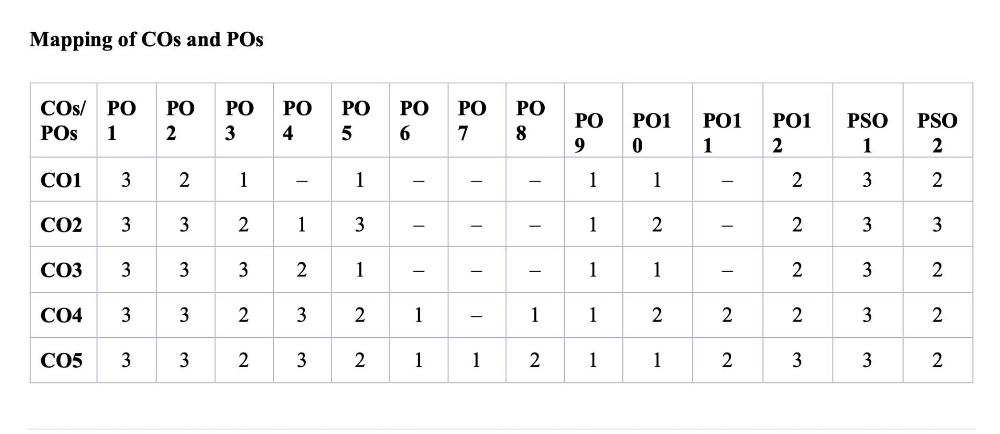 Mapping of COs and POs
COs/ POs | PO 1 | PO 2 | PO 3 | PO 4 | PO 5 | PO 6 | PO 7 | PO 8 | PO 9 | PO1 0 | PO1 1 | PO1 2 | PSO 1 | PSO 2
CO1 | 3 | 2 | 1 | – | 1 | – | – | – | 1 | 1 | – | 2 | 3 | 2
CO2 | 3 | 3 | 2 | 1 | 3 | – | – | – | 1 | 2 | – | 2 | 3 | 3
CO3 | 3 | 3 | 3 | 2 | 1 | – | – | – | 1 | 1 | – | 2 | 3 | 2
CO4 | 3 | 3 | 2 | 3 | 2 | 1 | – | 1 | 1 | 2 | 2 | 2 | 3 | 2
CO5 | 3 | 3 | 2 | 3 | 2 | 1 | 1 | 2 | 1 | 1 | 2 | 3 | 3 | 2